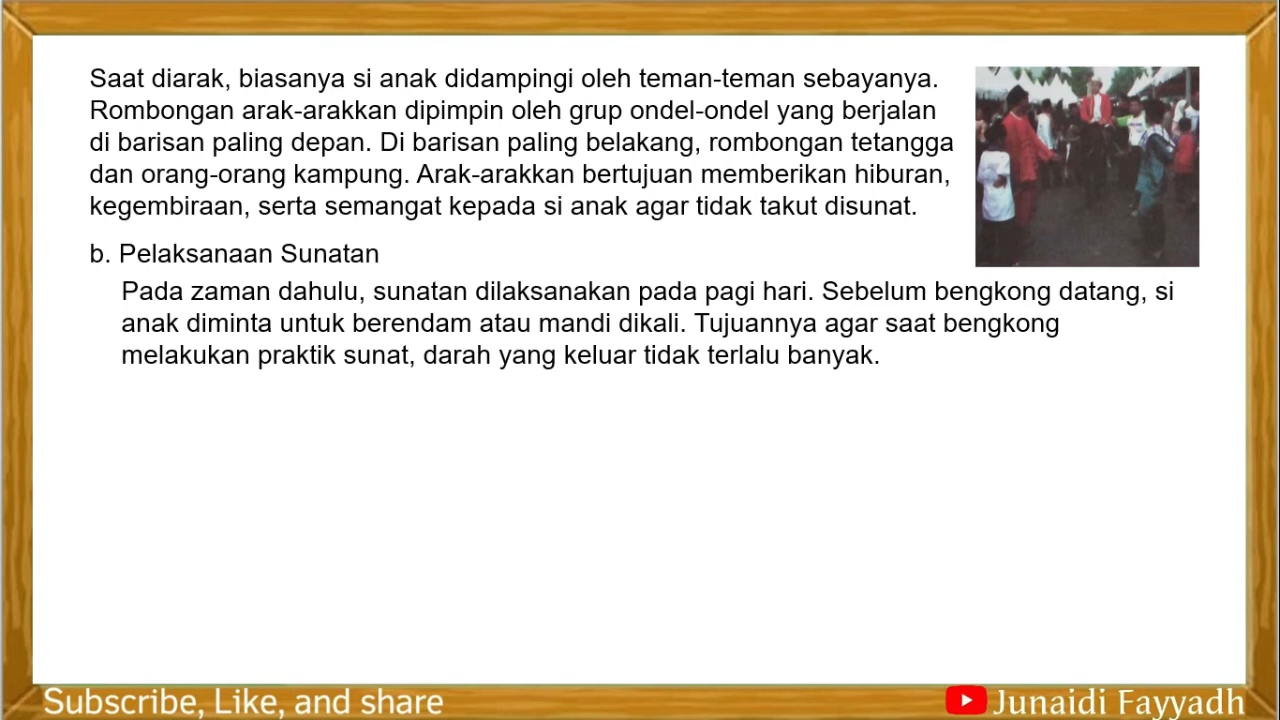 Saat diarak, biasanya si anak didampingi oleh teman-teman sebayanya.
Rombongan arak-arakkan dipimpin oleh grup ondel-ondel yang berjalan
di barisan paling depan. Di barisan paling belakang, rombongan tetangga
dan orang-orang kampung. Arak-arakkan bertujuan memberikan hiburan,
kegembiraan, serta semangat kepada si anak agar tidak takut disunat.
b. Pelaksanaan Sunatan
Pada zaman dahulu, sunatan dilaksanakan pada pagi hari. Sebelum bengkong datang, si
anak diminta untuk berendam atau mandi dikali. Tujuannya agar saat bengkong
melakukan praktik sunat, darah yang keluar tidak terlalu banyak.
Subscribe, Like, and share
Junaidi Fayyadh